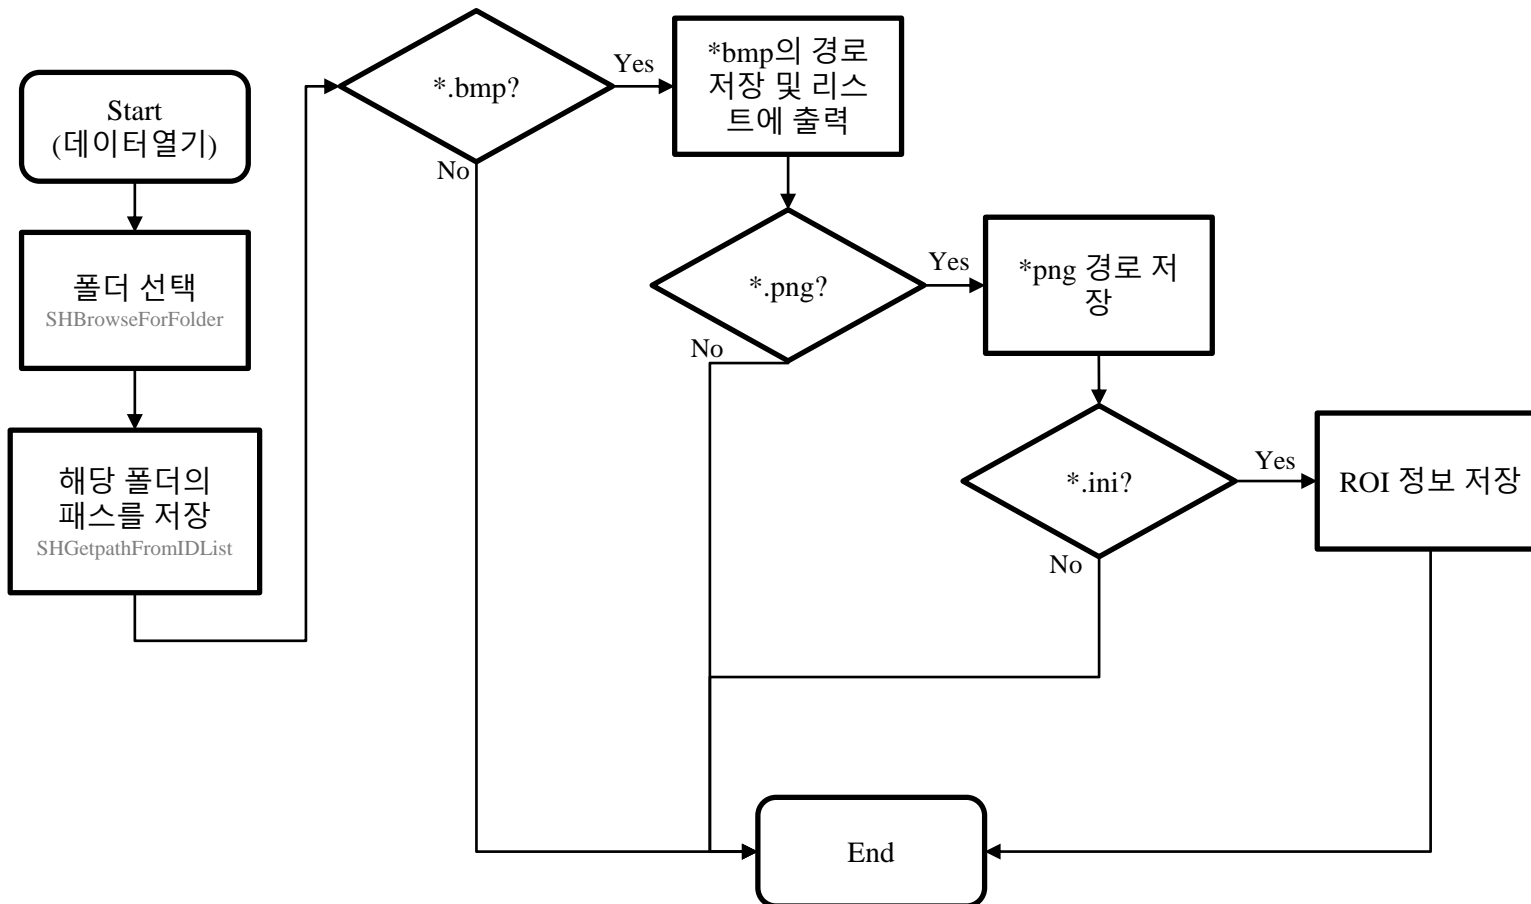 Start
(데이터열기)
폴더 선택
SHBrowseForFolder
해당 폴더의
패스를 저장
SHGetpathFromIDList
*.bmp?
Yes
No
*bmp의 경로
저장 및 리스
트에 출력
*.png?
Yes
No
*png 경로 저
장
*.ini?
Yes
No
ROI 정보 저장
End